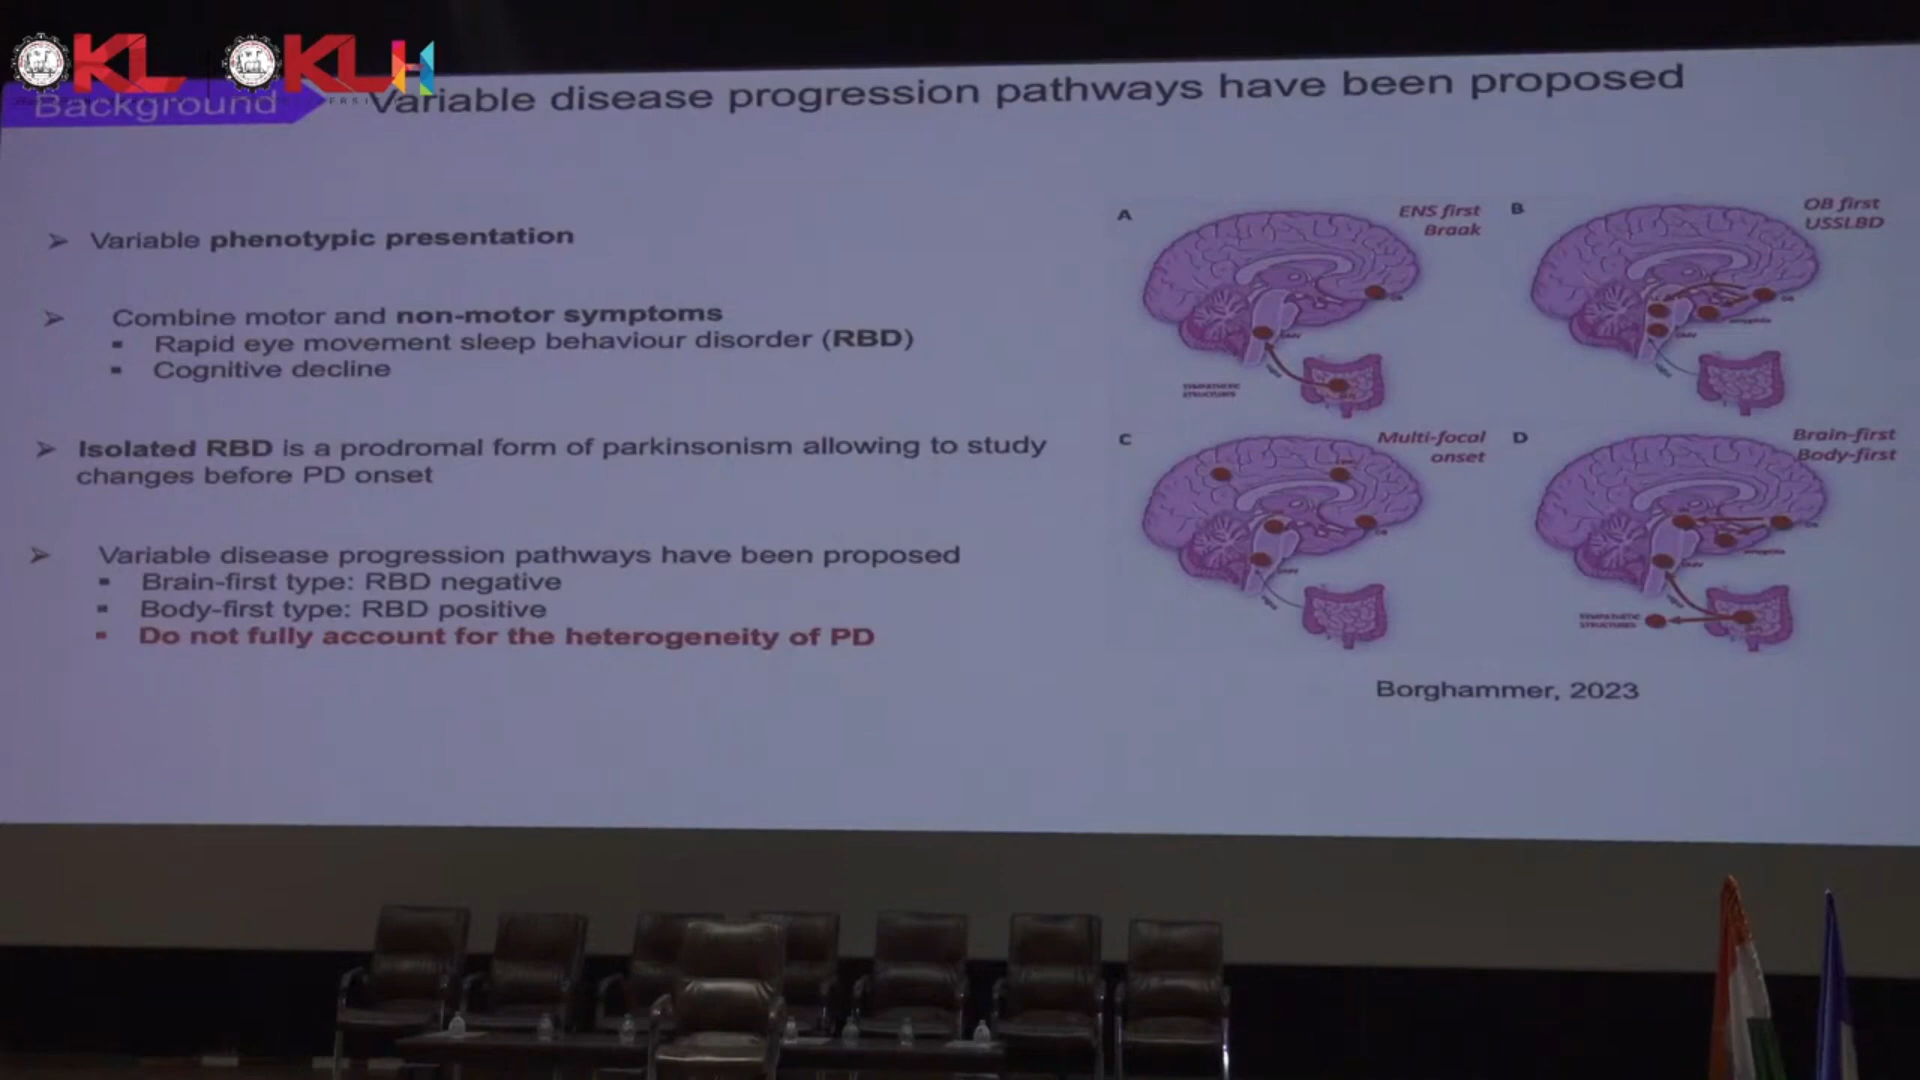 KL
KLH
Background
Variable disease progression pathways have been proposed
Variable phenotypic presentation
Combine motor and non-motor symptoms
Rapid eye movement sleep behaviour disorder (RBD)
Cognitive decline
Isolated RBD is a prodromal form of parkinsonism allowing to study
changes before PD onset
Variable disease progression pathways have been proposed
Brain-first type: RBD negative
Body-first type: RBD positive
Do not fully account for the heterogeneity of PD
A
ENS first
Braak
SYMPATHETIC
STRUCTURES
B
OB first
USSLBD
C
Multi-focal
onset
D
Brain-first
Body-first
SYMPATHETIC
STRUCTURES
Borghammer, 2023